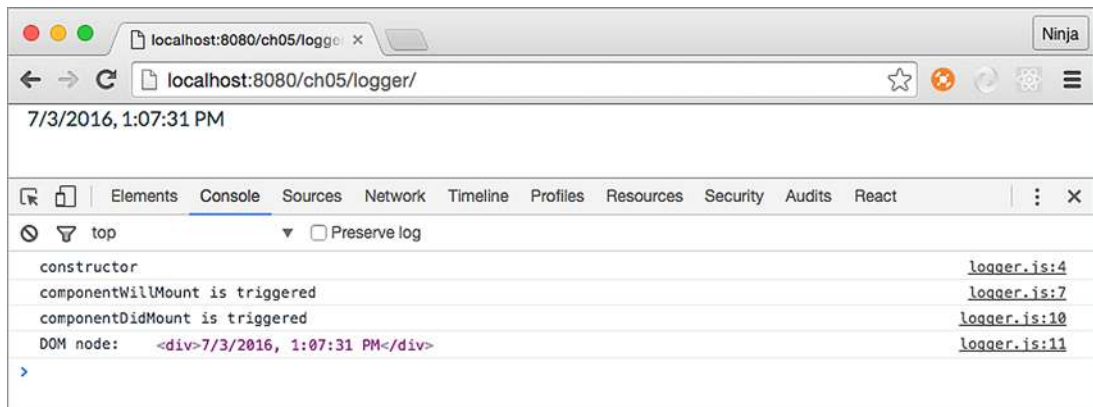 localhost:8080/ch05/logge
Ninja
localhost:8080/ch05/logger/
7/3/2016, 1:07:31 PM
Elements Console Sources Network Timeline Profiles Resources Security Audits React
top Preserve log
constructor logger.js:4
componentWillMount is triggered logger.js:7
componentDidMount is triggered logger.js:10
DOM node: <div>7/3/2016, 1:07:31 PM</div> logger.js:11